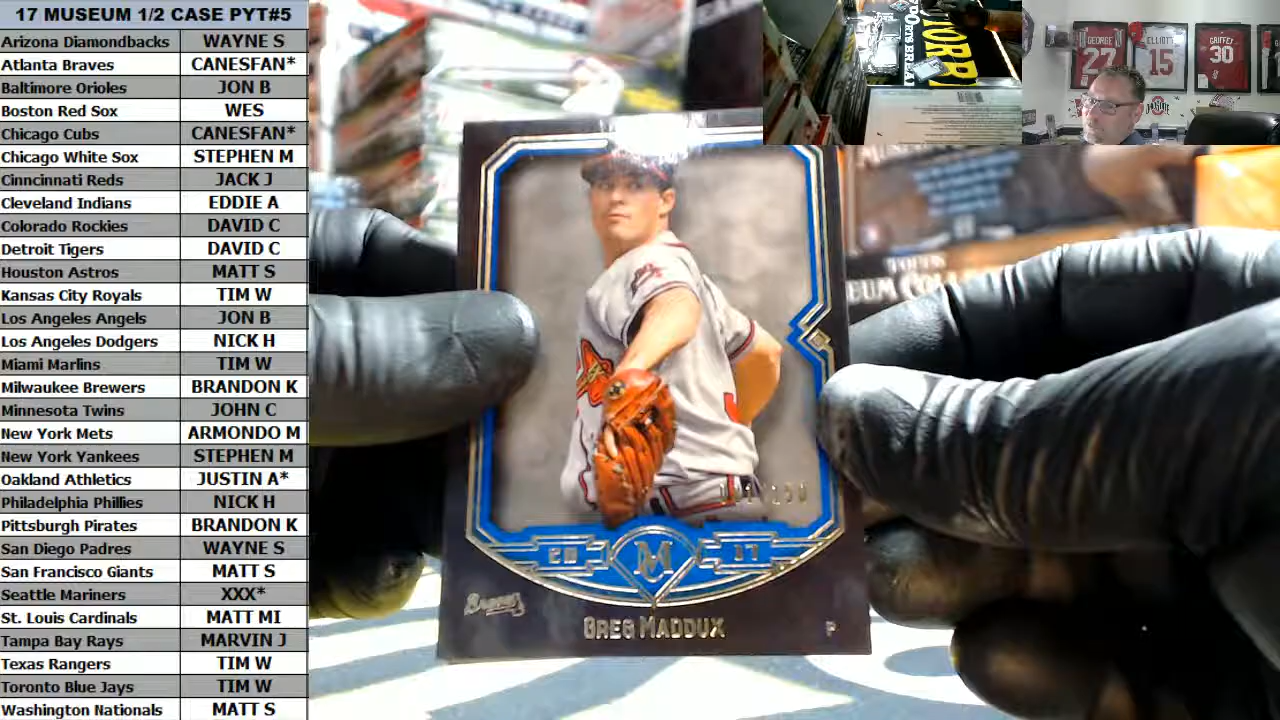 17 MUSEUM 1/2 CASE PYT#5
Arizona Diamondbacks WAYNE S
Atlanta Braves CANESFAN*
Baltimore Orioles JON B
Boston Red Sox WES
Chicago Cubs CANESFAN*
Chicago White Sox STEPHEN M
Cinncinnati Reds JACK J
Cleveland Indians EDDIE A
Colorado Rockies DAVID C
Detroit Tigers DAVID C
Houston Astros MATT S
Kansas City Royals TIM W
Los Angeles Angels JON B
Los Angeles Dodgers NICK H
Miami Marlins TIM W
Milwaukee Brewers BRANDON K
Minnesota Twins JOHN C
New York Mets ARMONDO M
New York Yankees STEPHEN M
Oakland Athletics JUSTIN A*
Philadelphia Phillies NICK H
Pittsburgh Pirates BRANDON K
San Diego Padres WAYNE S
San Francisco Giants MATT S
Seattle Mariners XXX*
St. Louis Cardinals MATT MI
Tampa Bay Rays MARVIN J
Texas Rangers TIM W
Toronto Blue Jays TIM W
Washington Nationals MATT S
20 M 17
Braves
GREG MADDUX P
GEORGE
27
ELLIOTT
15
GRIFFEY
30
TOPPS